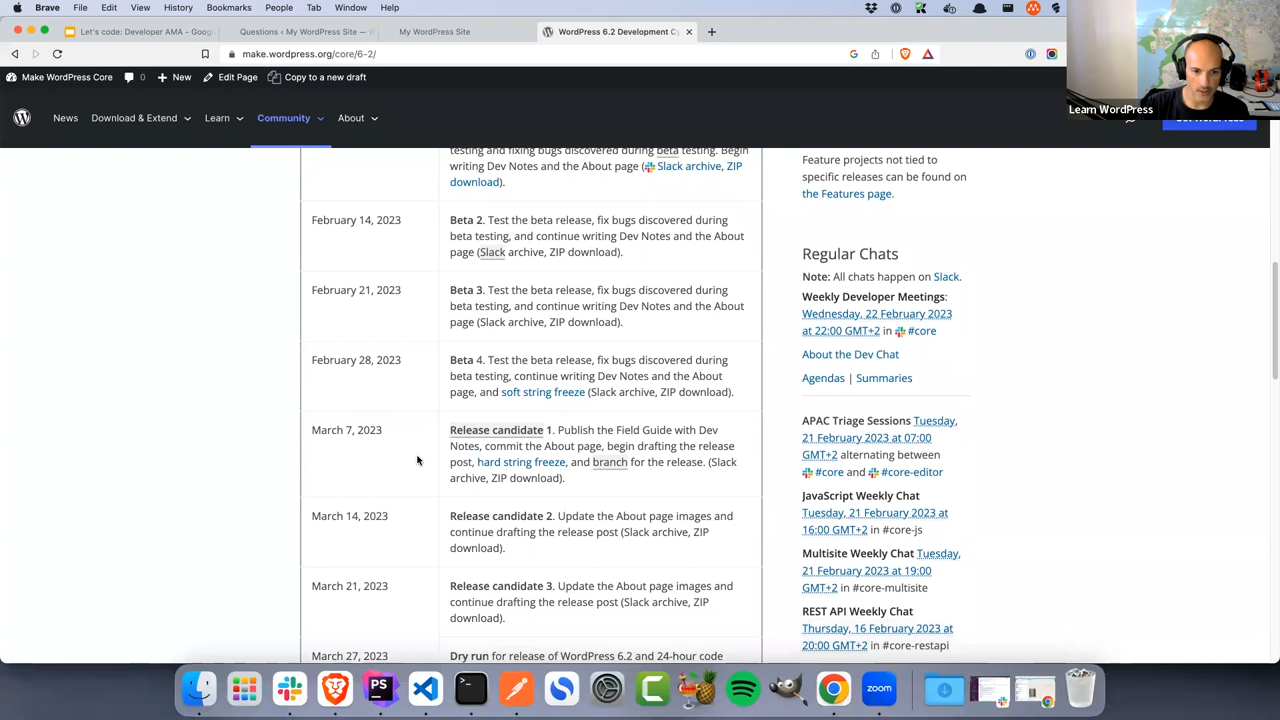 Brave File Edit View History Bookmarks People Tab Window Help
Let's code: Developer AMA - Googl
Questions ‹ My WordPress Site —
My WordPress Site
WordPress 6.2 Development Cy
make.wordpress.org/core/6-2/
Make WordPress Core 0 New Edit Page Copy to a new draft
Learn WordPress
News Download & Extend Learn Community About
testing and fixing bugs discovered during beta testing. Begin
writing Dev Notes and the About page (Slack archive, ZIP
download).
February 14, 2023
Beta 2. Test the beta release, fix bugs discovered during
beta testing, and continue writing Dev Notes and the About
page (Slack archive, ZIP download).
February 21, 2023
Beta 3. Test the beta release, fix bugs discovered during
beta testing, and continue writing Dev Notes and the About
page (Slack archive, ZIP download).
February 28, 2023
Beta 4. Test the beta release, fix bugs discovered during
beta testing, continue writing Dev Notes and the About
page, and soft string freeze (Slack archive, ZIP download).
March 7, 2023
Release candidate 1. Publish the Field Guide with Dev
Notes, commit the About page, begin drafting the release
post, hard string freeze, and branch for the release. (Slack
archive, ZIP download).
March 14, 2023
Release candidate 2. Update the About page images and
continue drafting the release post (Slack archive, ZIP
download).
March 21, 2023
Release candidate 3. Update the About page images and
continue drafting the release post (Slack archive, ZIP
download).
March 27, 2023
Dry run for release of WordPress 6.2 and 24-hour code
Feature projects not tied to
specific releases can be found on
the Features page.
Regular Chats
Note: All chats happen on Slack.
Weekly Developer Meetings:
Wednesday, 22 February 2023
at 22:00 GMT+2 in #core
About the Dev Chat
Agendas | Summaries
APAC Triage Sessions Tuesday,
21 February 2023 at 07:00
GMT+2 alternating between
#core and #core-editor
JavaScript Weekly Chat
Tuesday, 21 February 2023 at
16:00 GMT+2 in #core-js
Multisite Weekly Chat Tuesday,
21 February 2023 at 19:00
GMT+2 in #core-multisite
REST API Weekly Chat
Thursday, 16 February 2023 at
20:00 GMT+2 in #core-restapi
PS
C
zoom